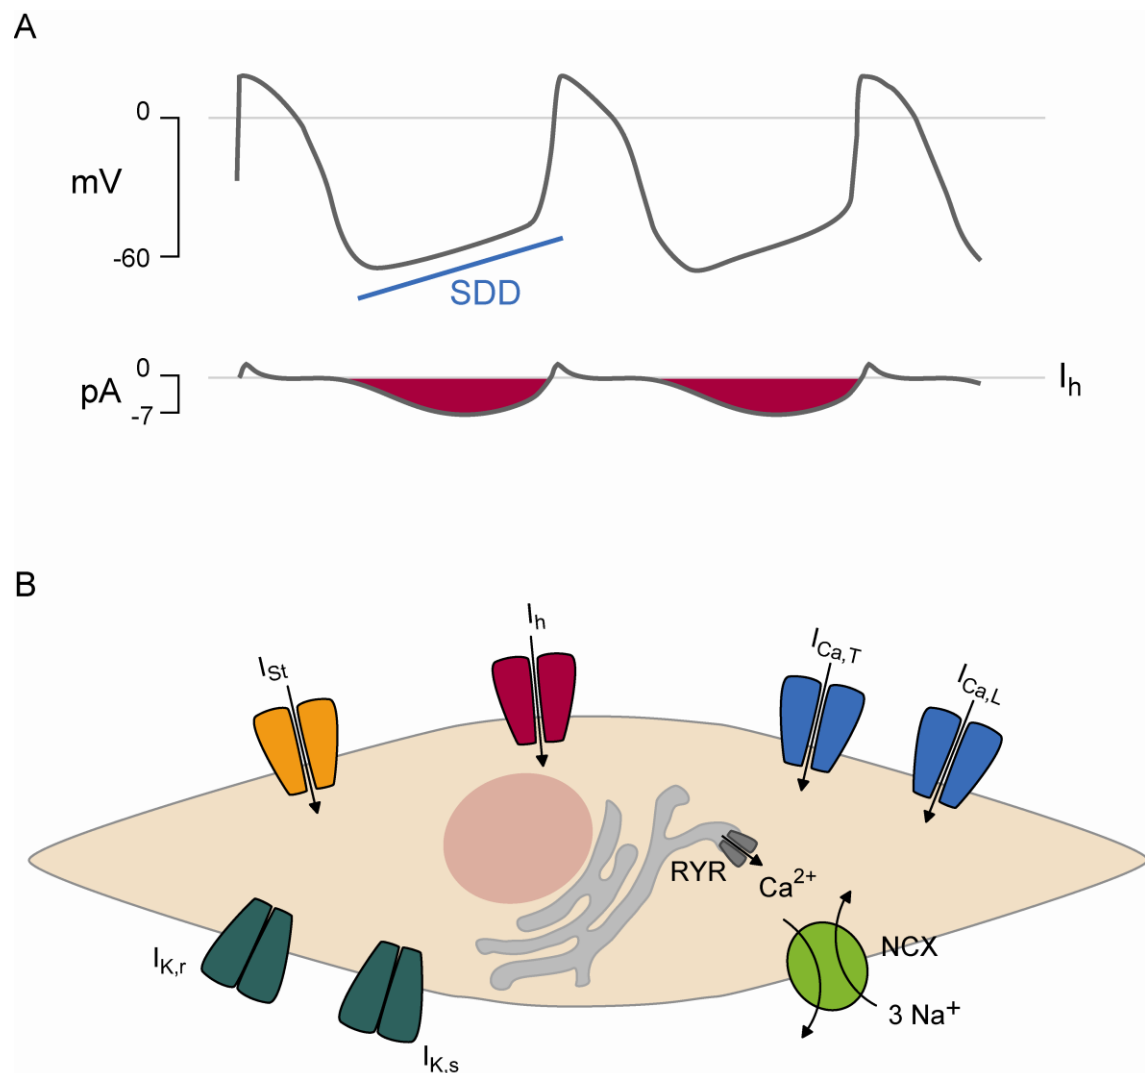 A
0
mV
-60
SDD
0
pA
-7
Ih
B
Ih
ISt
ICa,T
ICa,L
RYR
Ca2+
NCX
IK,r
3 Na+
IK,s